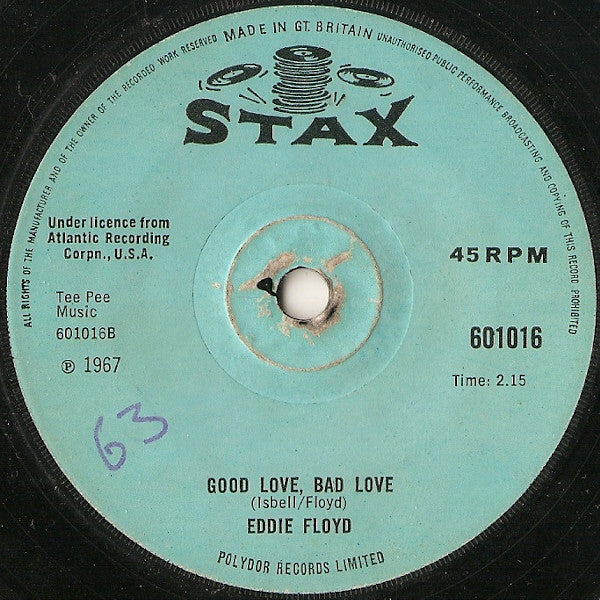 ALL RIGHTS OF THE MANUFACTURER AND OF THE OWNER OF THE RECORDED WORK RESERVED MADE IN GT. BRITAIN UNAUTHORISED PUBLIC PERFORMANCE BROADCASTING AND COPYING OF THIS RECORD PROHIBITED
STAX
Under licence from
Atlantic Recording
Corpn., U.S.A.
45 RPM
Tee Pee
Music
601016B
601016
℗ 1967
Time: 2.15
63
GOOD LOVE, BAD LOVE
(Isbell/Floyd)
EDDIE FLOYD
POLYDOR RECORDS LIMITED